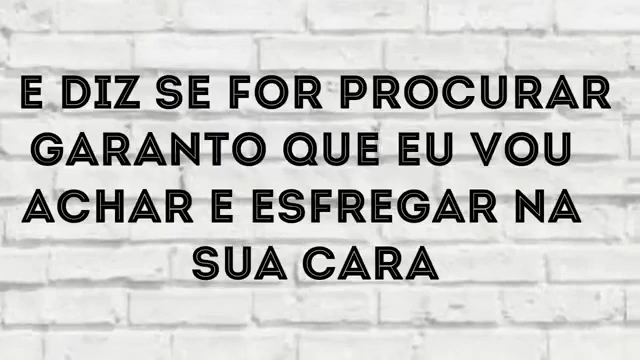 E DIZ SE FOR PROCURAR
GARANTO QUE EU VOU
ACHAR E ESFREGAR NA
SUA CARA